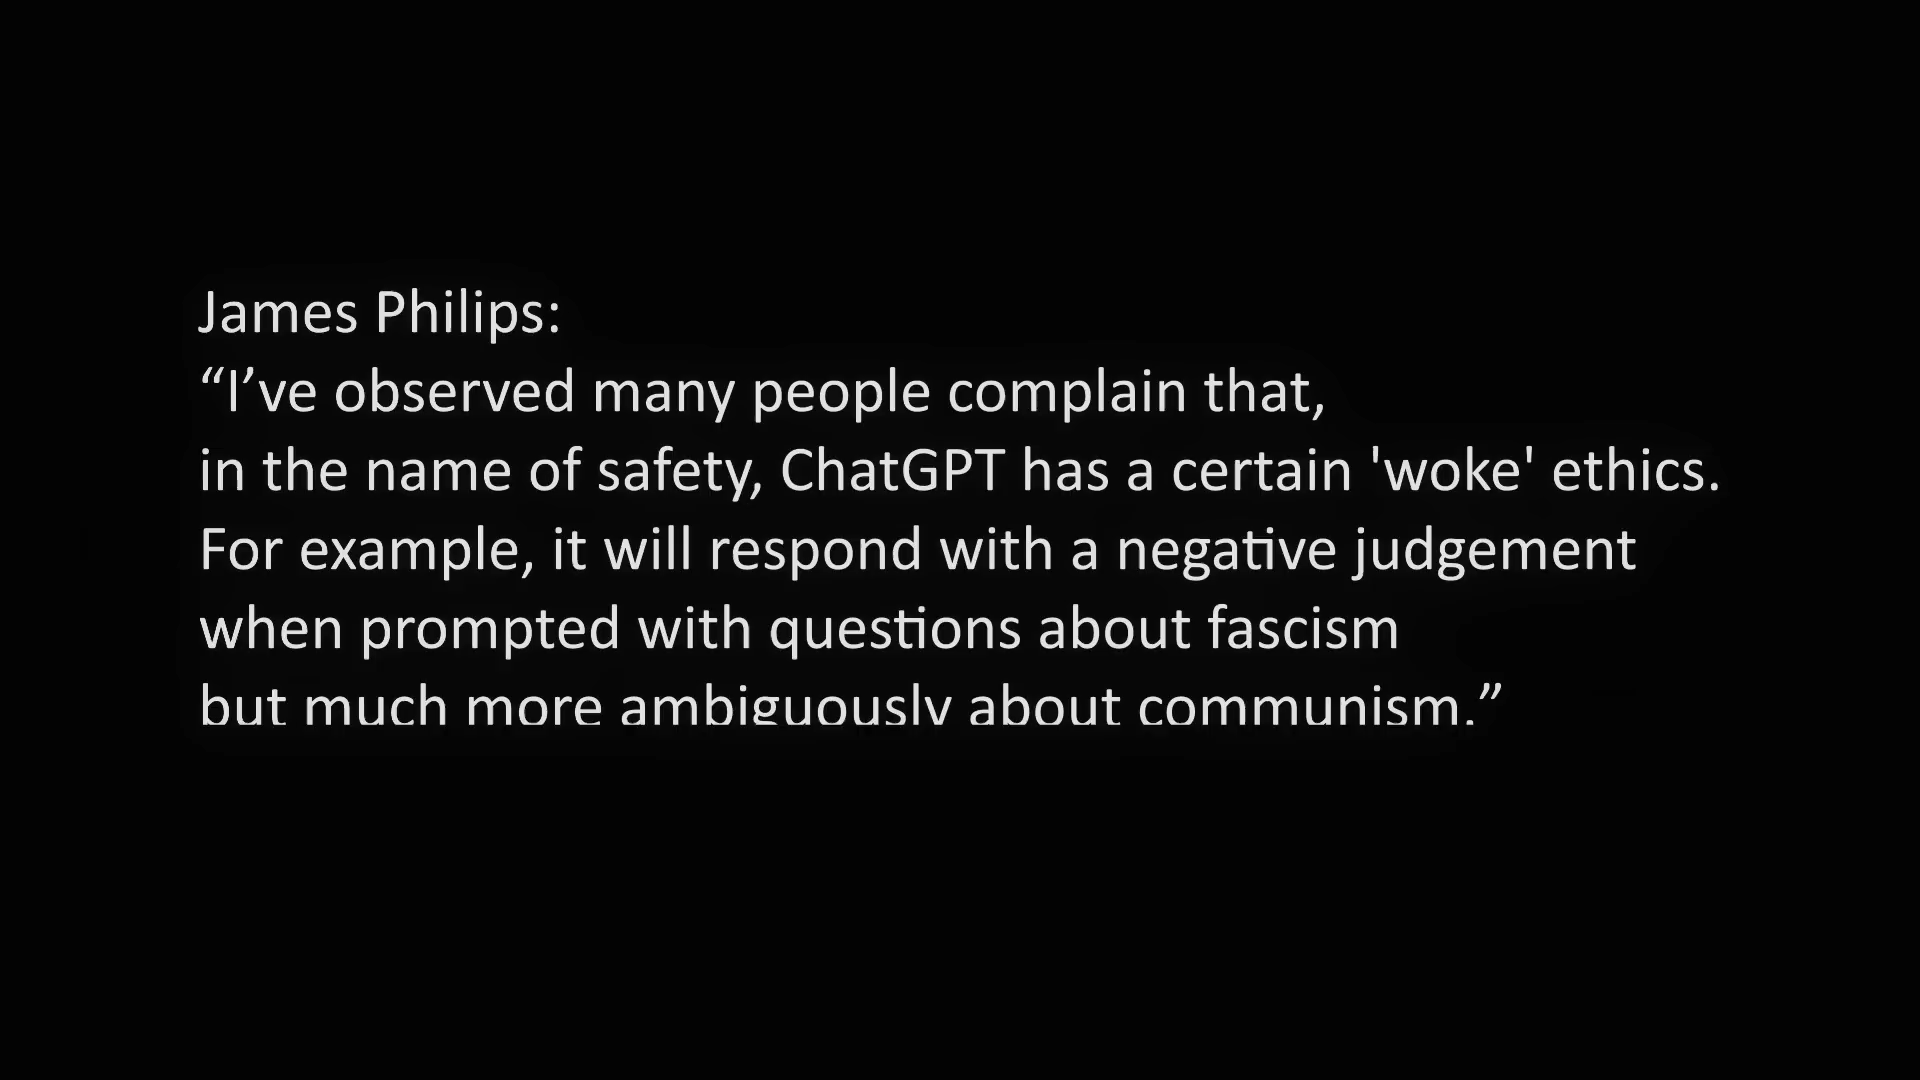 James Philips:
“I’ve observed many people complain that,
in the name of safety, ChatGPT has a certain 'woke' ethics.
For example, it will respond with a negative judgement
when prompted with questions about fascism
but much more ambiguously about communism.”